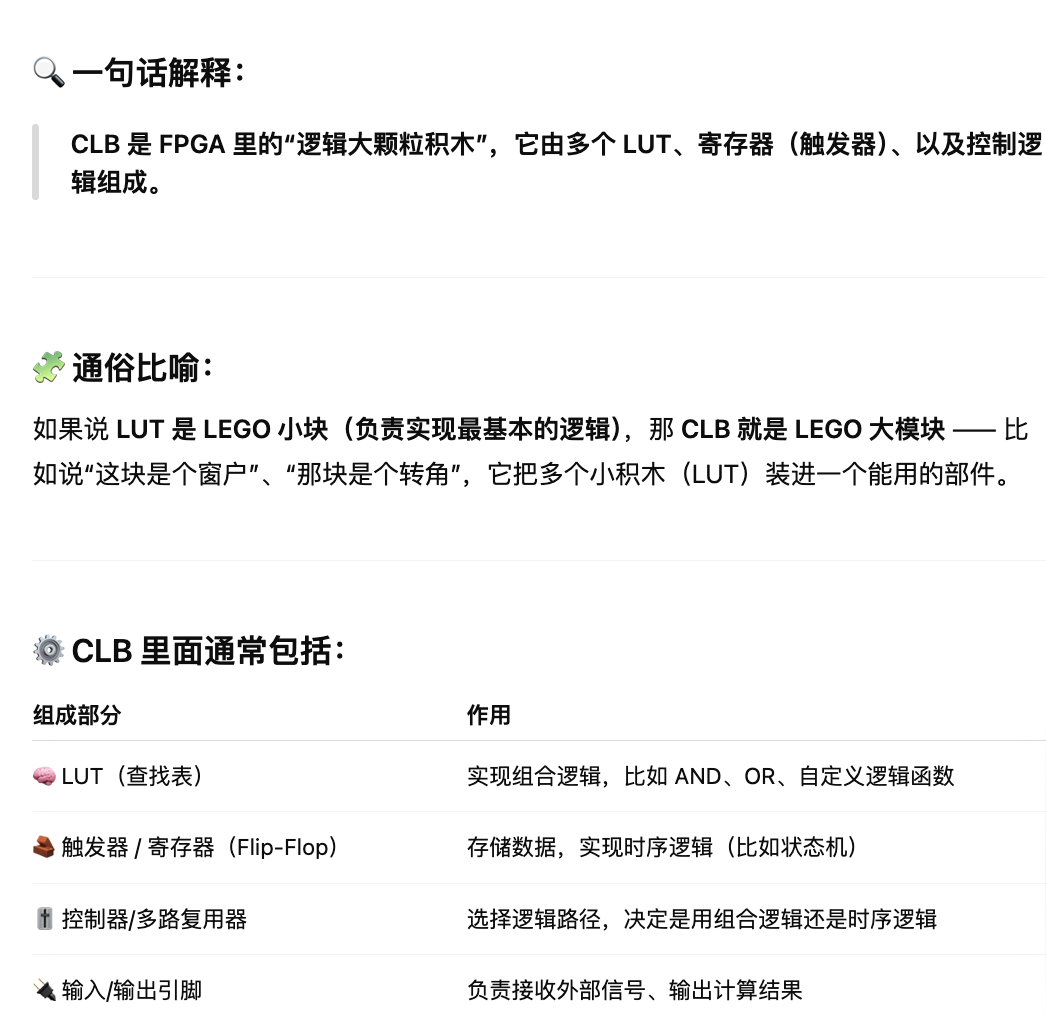 🔍 一句话解释：
CLB 是 FPGA 里的“逻辑大颗粒积木”，它由多个 LUT、寄存器（触发器）、以及控制逻
辑组成。
🧩 通俗比喻：
如果说 LUT 是 LEGO 小块（负责实现最基本的逻辑），那 CLB 就是 LEGO 大模块 —— 比
如说“这块是个窗户”、“那块是个转角”，它把多个小积木（LUT）装进一个能用的部件。
⚙️ CLB 里面通常包括：
组成部分 作用
🧠 LUT（查找表） 实现组合逻辑，比如 AND、OR、自定义逻辑函数
🧱 触发器 / 寄存器（Flip-Flop） 存储数据，实现时序逻辑（比如状态机）
🎚 控制器/多路复用器 选择逻辑路径，决定是用组合逻辑还是时序逻辑
🔌 输入/输出引脚 负责接收外部信号、输出计算结果